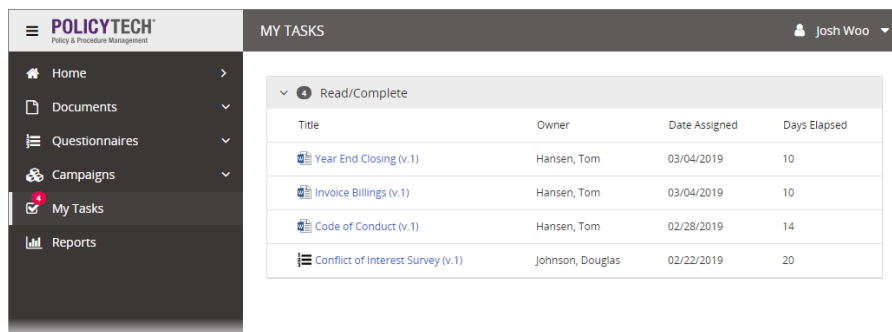 POLICYTECH®
Policy & Procedure Management
MY TASKS
Josh Woo
Home
Documents
Questionnaires
Campaigns
4
My Tasks
Reports
4 Read/Complete
Title Owner Date Assigned Days Elapsed
Year End Closing (v.1) Hansen, Tom 03/04/2019 10
Invoice Billings (v.1) Hansen, Tom 03/04/2019 10
Code of Conduct (v.1) Hansen, Tom 02/28/2019 14
Conflict of Interest Survey (v.1) Johnson, Douglas 02/22/2019 20